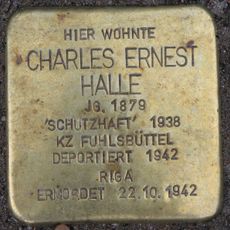 HIER WOHNTE
CHARLES ERNEST
HALLE
JG. 1879
'SCHUTZHAFT' 1938
KZ FUHLSBÜTTEL
DEPORTIERT 1942
RIGA
ERMORDET 22.10.1942